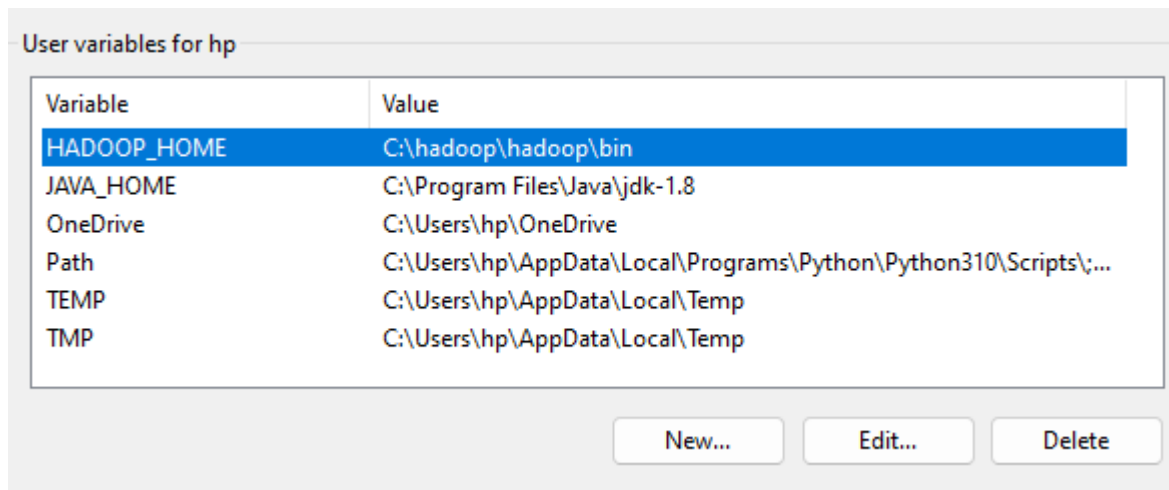 User variables for hp
Variable Value
HADOOP_HOME C:\hadoop\hadoop\bin
JAVA_HOME C:\Program Files\Java\jdk-1.8
OneDrive C:\Users\hp\OneDrive
Path C:\Users\hp\AppData\Local\Programs\Python\Python310\Scripts\;...
TEMP C:\Users\hp\AppData\Local\Temp
TMP C:\Users\hp\AppData\Local\Temp
New... Edit... Delete